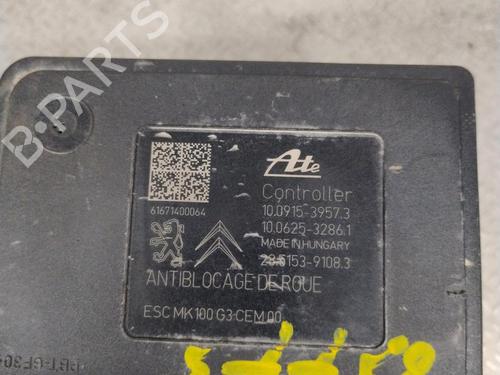 B-PARTS
Ate
Controller
61671400064
10.0915-3957.3
10.0625-3286.1
MADE IN HUNGARY
28.5153-9108.3
ANTIBLOCAGE DE ROUE
ESC MK100 G3-CEM 00